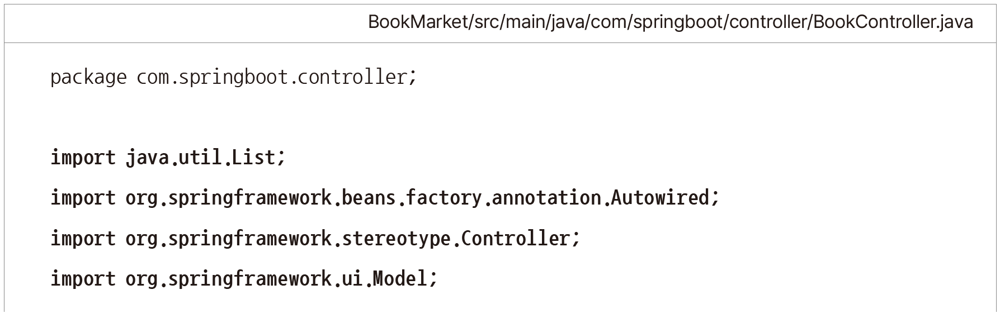 BookMarket/src/main/java/com/springboot/controller/BookController.java
package com.springboot.controller;
import java.util.List;
import org.springframework.beans.factory.annotation.Autowired;
import org.springframework.stereotype.Controller;
import org.springframework.ui.Model;